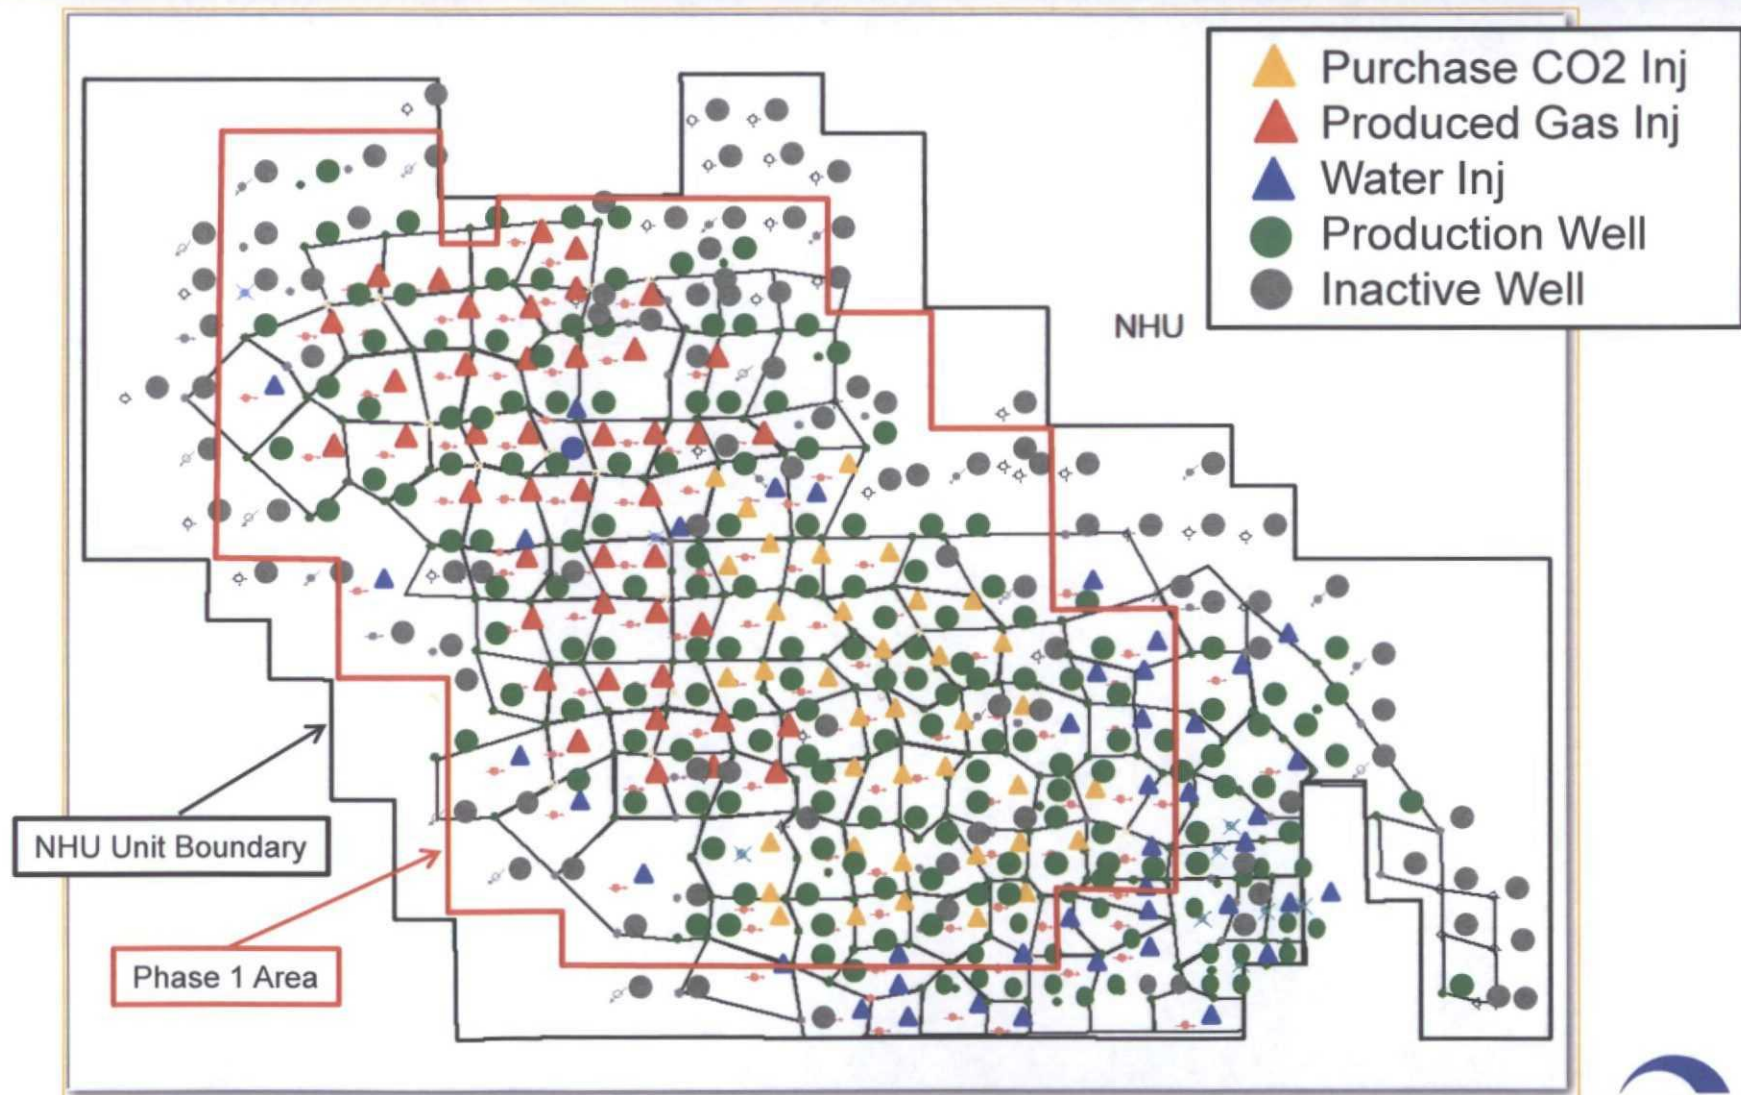 Purchase CO2 Inj
Produced Gas Inj
Water Inj
Production Well
Inactive Well
NHU
NHU Unit Boundary
Phase 1 Area